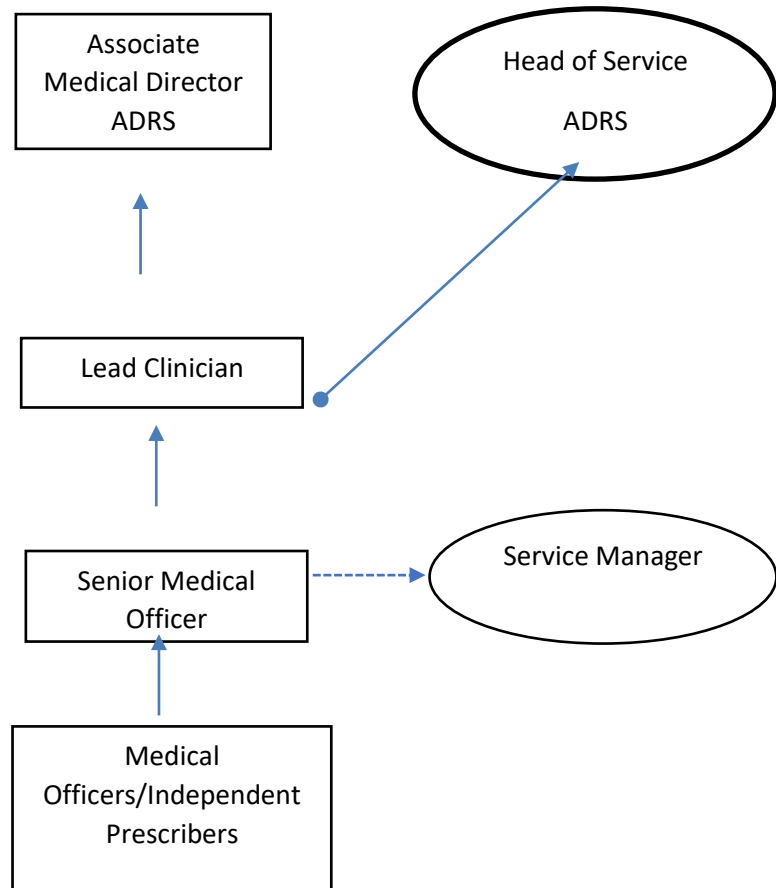 Associate
Medical Director
ADRS
Head of Service
ADRS
Lead Clinician
Senior Medical
Officer
Service Manager
Medical
Officers/Independent
Prescribers